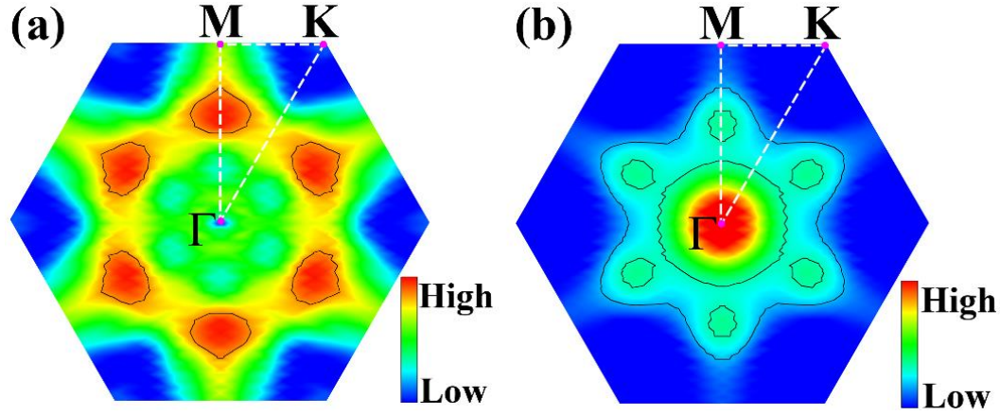 (a) M K
Γ
High
Low
(b) M K
Γ
High
Low